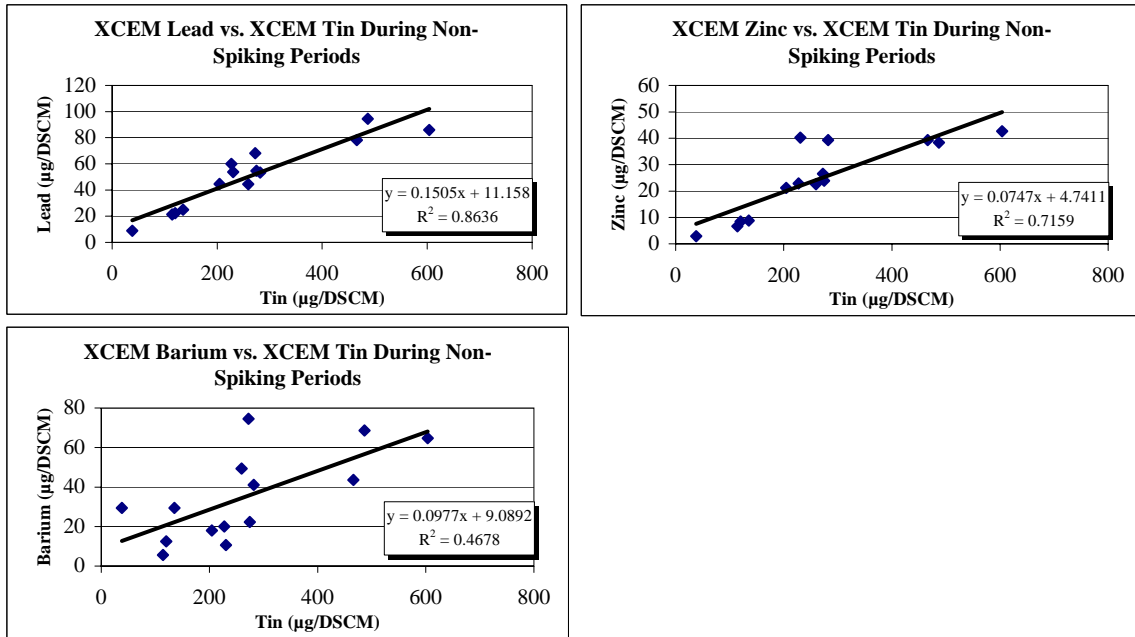 XCEM Lead vs. XCEM Tin During Non-
Spiking Periods
Lead (µg/DSCM)
120
100
80
60
40
20
0
y = 0.1505x + 11.158
R² = 0.8636
0 200 400 600 800
Tin (µg/DSCM)
XCEM Zinc vs. XCEM Tin During Non-
Spiking Periods
Zinc (µg/DSCM)
60
50
40
30
20
10
0
y = 0.0747x + 4.7411
R² = 0.7159
0 200 400 600 800
Tin (µg/DSCM)
XCEM Barium vs. XCEM Tin During Non-
Spiking Periods
Barium (µg/DSCM)
80
60
40
20
0
y = 0.0977x + 9.0892
R² = 0.4678
0 200 400 600 800
Tin (µg/DSCM)